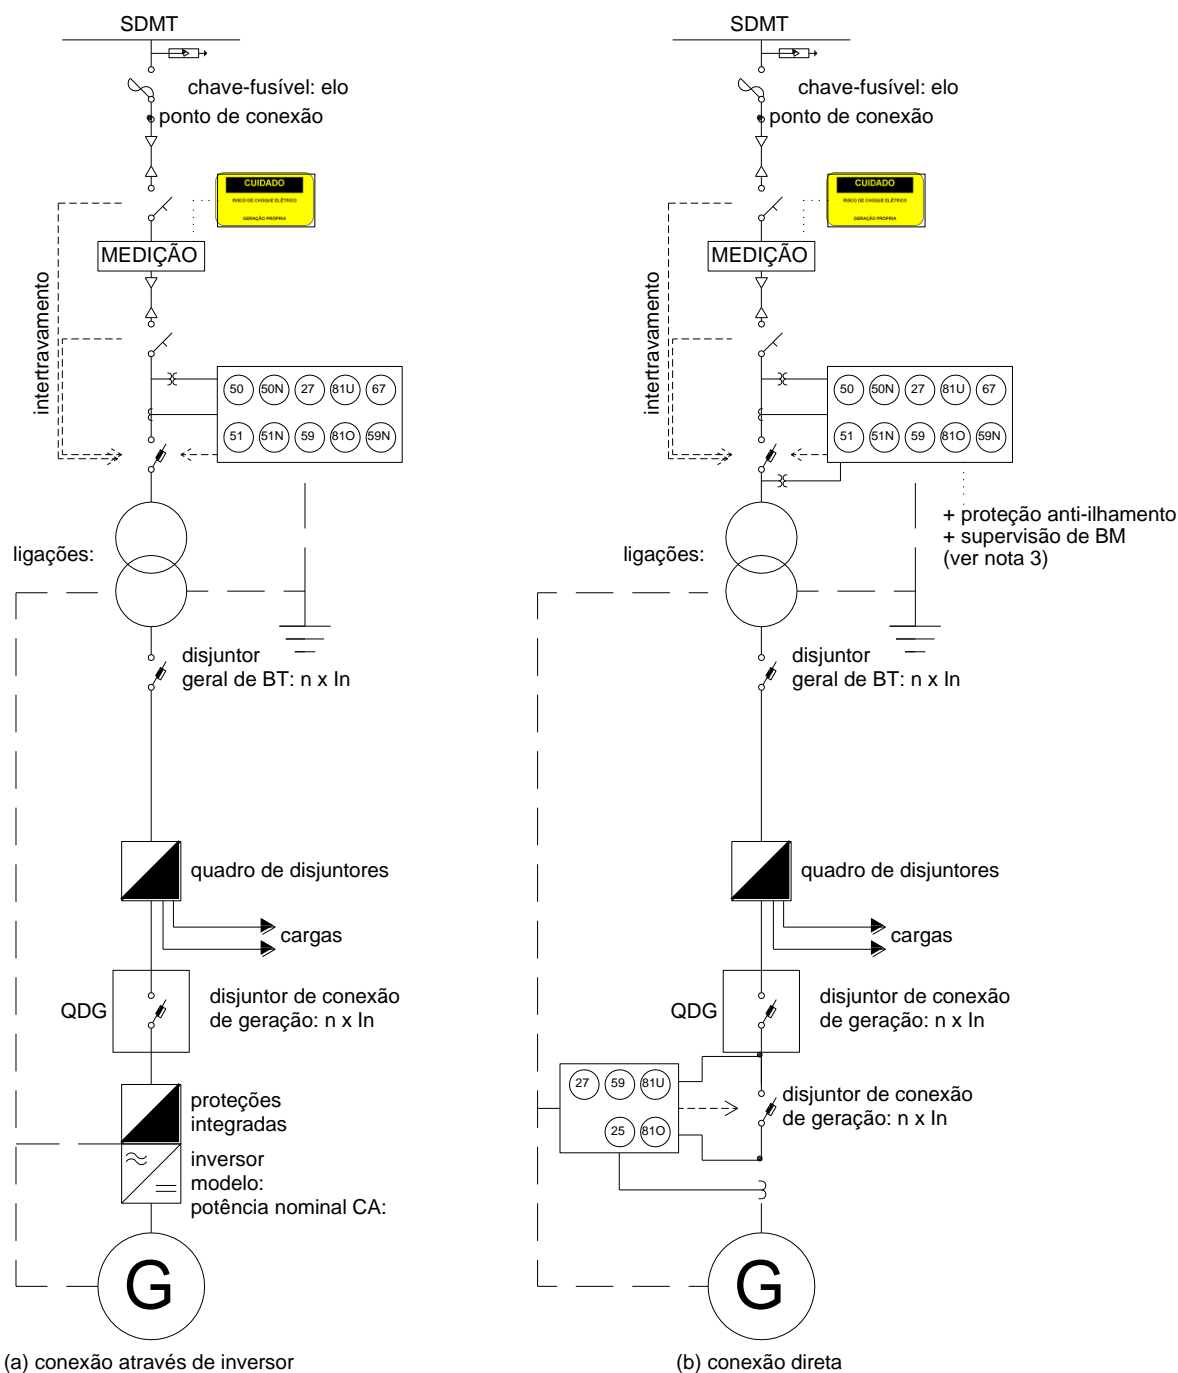 SDMT
chave-fusível: elo
ponto de conexão
CUIDADO
RISCO DE CHOQUE ELÉTRICO
GERAÇÃO PRÓPRIA
MEDIÇÃO
intertravamento
50 50N 27 81U 67
51 51N 59 81O 59N
ligações:
disjuntor
geral de BT: n x In
quadro de disjuntores
cargas
QDG
disjuntor de conexão
de geração: n x In
proteções
integradas
inversor
modelo:
potência nominal CA:
G
(a) conexão através de inversor
SDMT
chave-fusível: elo
ponto de conexão
CUIDADO
RISCO DE CHOQUE ELÉTRICO
GERAÇÃO PRÓPRIA
MEDIÇÃO
intertravamento
50 50N 27 81U 67
51 51N 59 81O 59N
+ proteção anti-ilhamento
+ supervisão de BM
(ver nota 3)
ligações:
disjuntor
geral de BT: n x In
quadro de disjuntores
cargas
QDG
disjuntor de conexão
de geração: n x In
27 59 81U
25 81O
disjuntor de conexão
de geração: n x In
G
(b) conexão direta